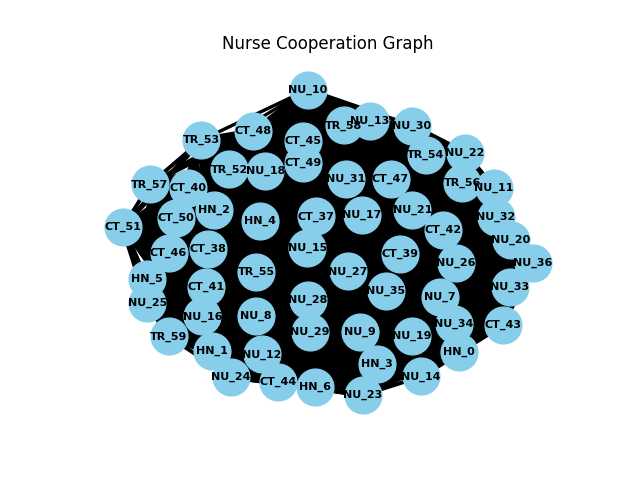 Nurse Cooperation Graph
NU_10
NU_13
TR_58
NU_30
CT_48
TR_53
CT_45
NU_22
TR_54
CT_49
TR_52
NU_18
NU_31
CT_47
TR_56
TR_57
CT_40
NU_11
HN_2
NU_21
CT_37
NU_17
NU_32
CT_50
HN_4
CT_51
CT_42
NU_20
NU_15
CT_38
CT_46
CT_39
NU_26
NU_36
TR_55
NU_27
HN_5
CT_41
NU_33
NU_35
NU_7
NU_28
NU_25
NU_16
NU_8
NU_34
CT_43
NU_29
NU_9
TR_59
NU_19
HN_1
HN_0
NU_12
HN_3
NU_24
NU_14
CT_44
HN_6
NU_23